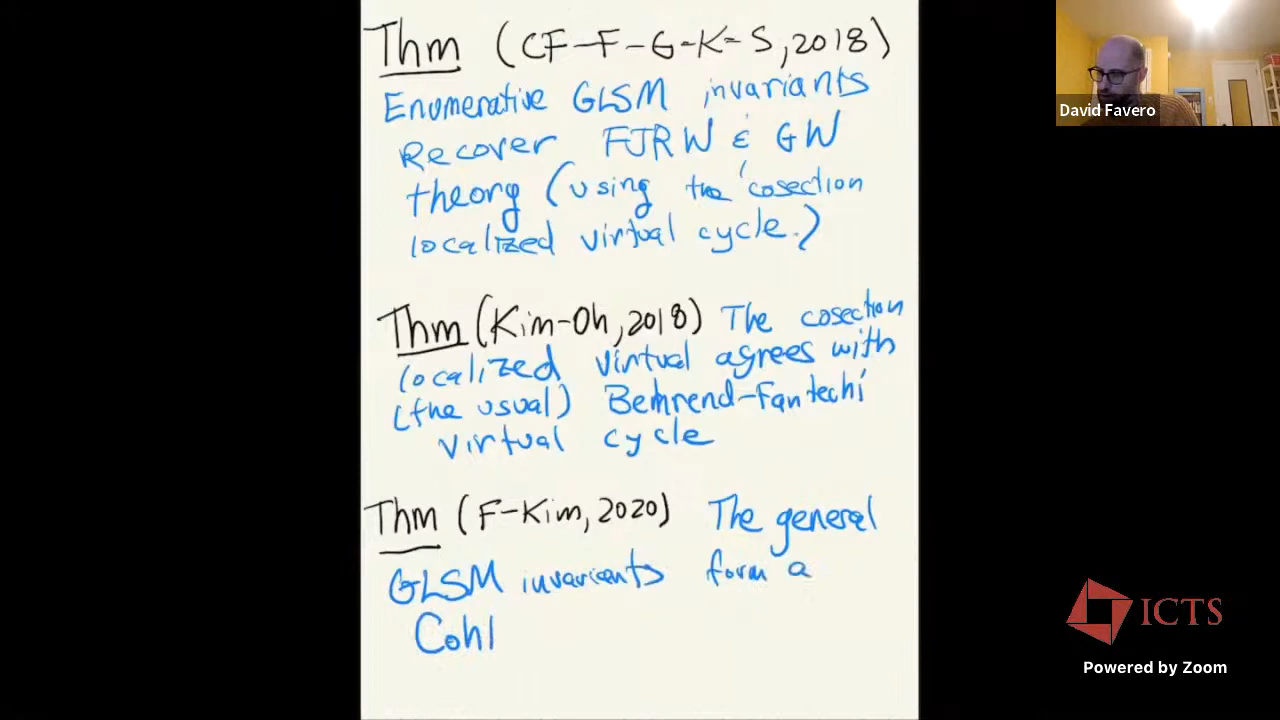 Thm (CF-F-G-K-S, 2018)
Enumerative GLSM invariants
Recover FJRW & GW
theory (using the cosection
localized virtual cycle.)
Thm (Kim-Oh, 2018) The cosection
localized virtual agrees with
(the usual) Behrend-Fantechi
virtual cycle
Thm (F-Kim, 2020) The general
GLSM invariants form a
Cohl
David Favero
ICTS
Powered by Zoom